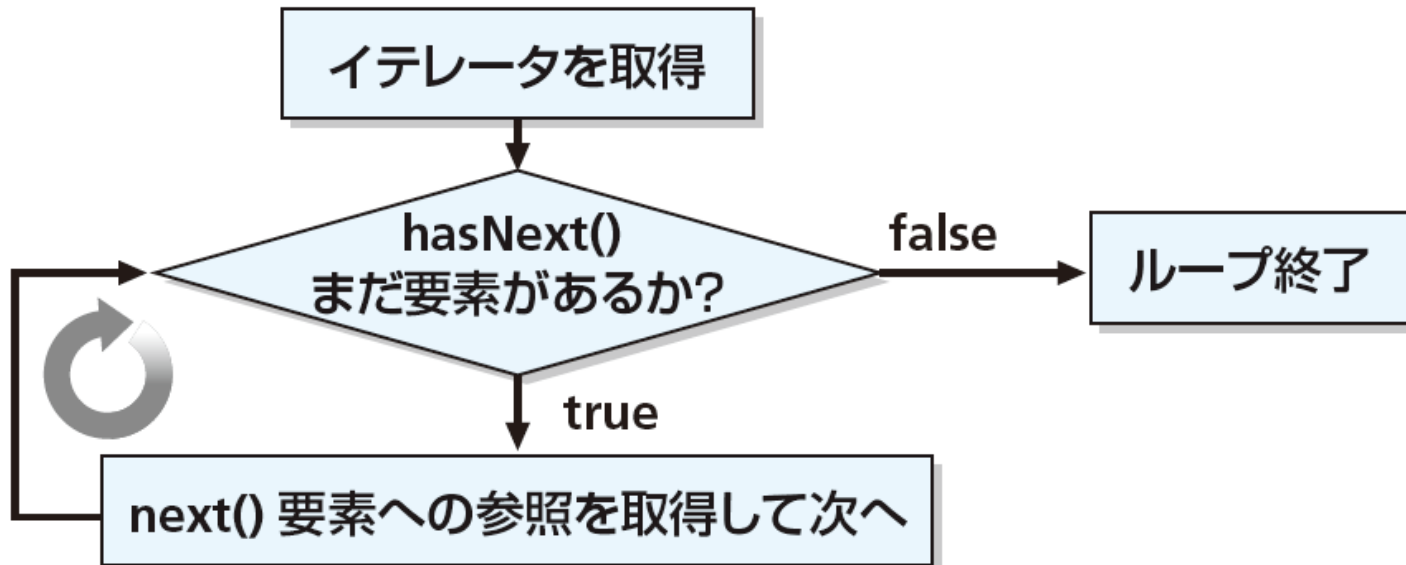 イテレータを取得
hasNext()
まだ要素があるか?
false
ループ終了
true
next() 要素への参照を取得して次へ